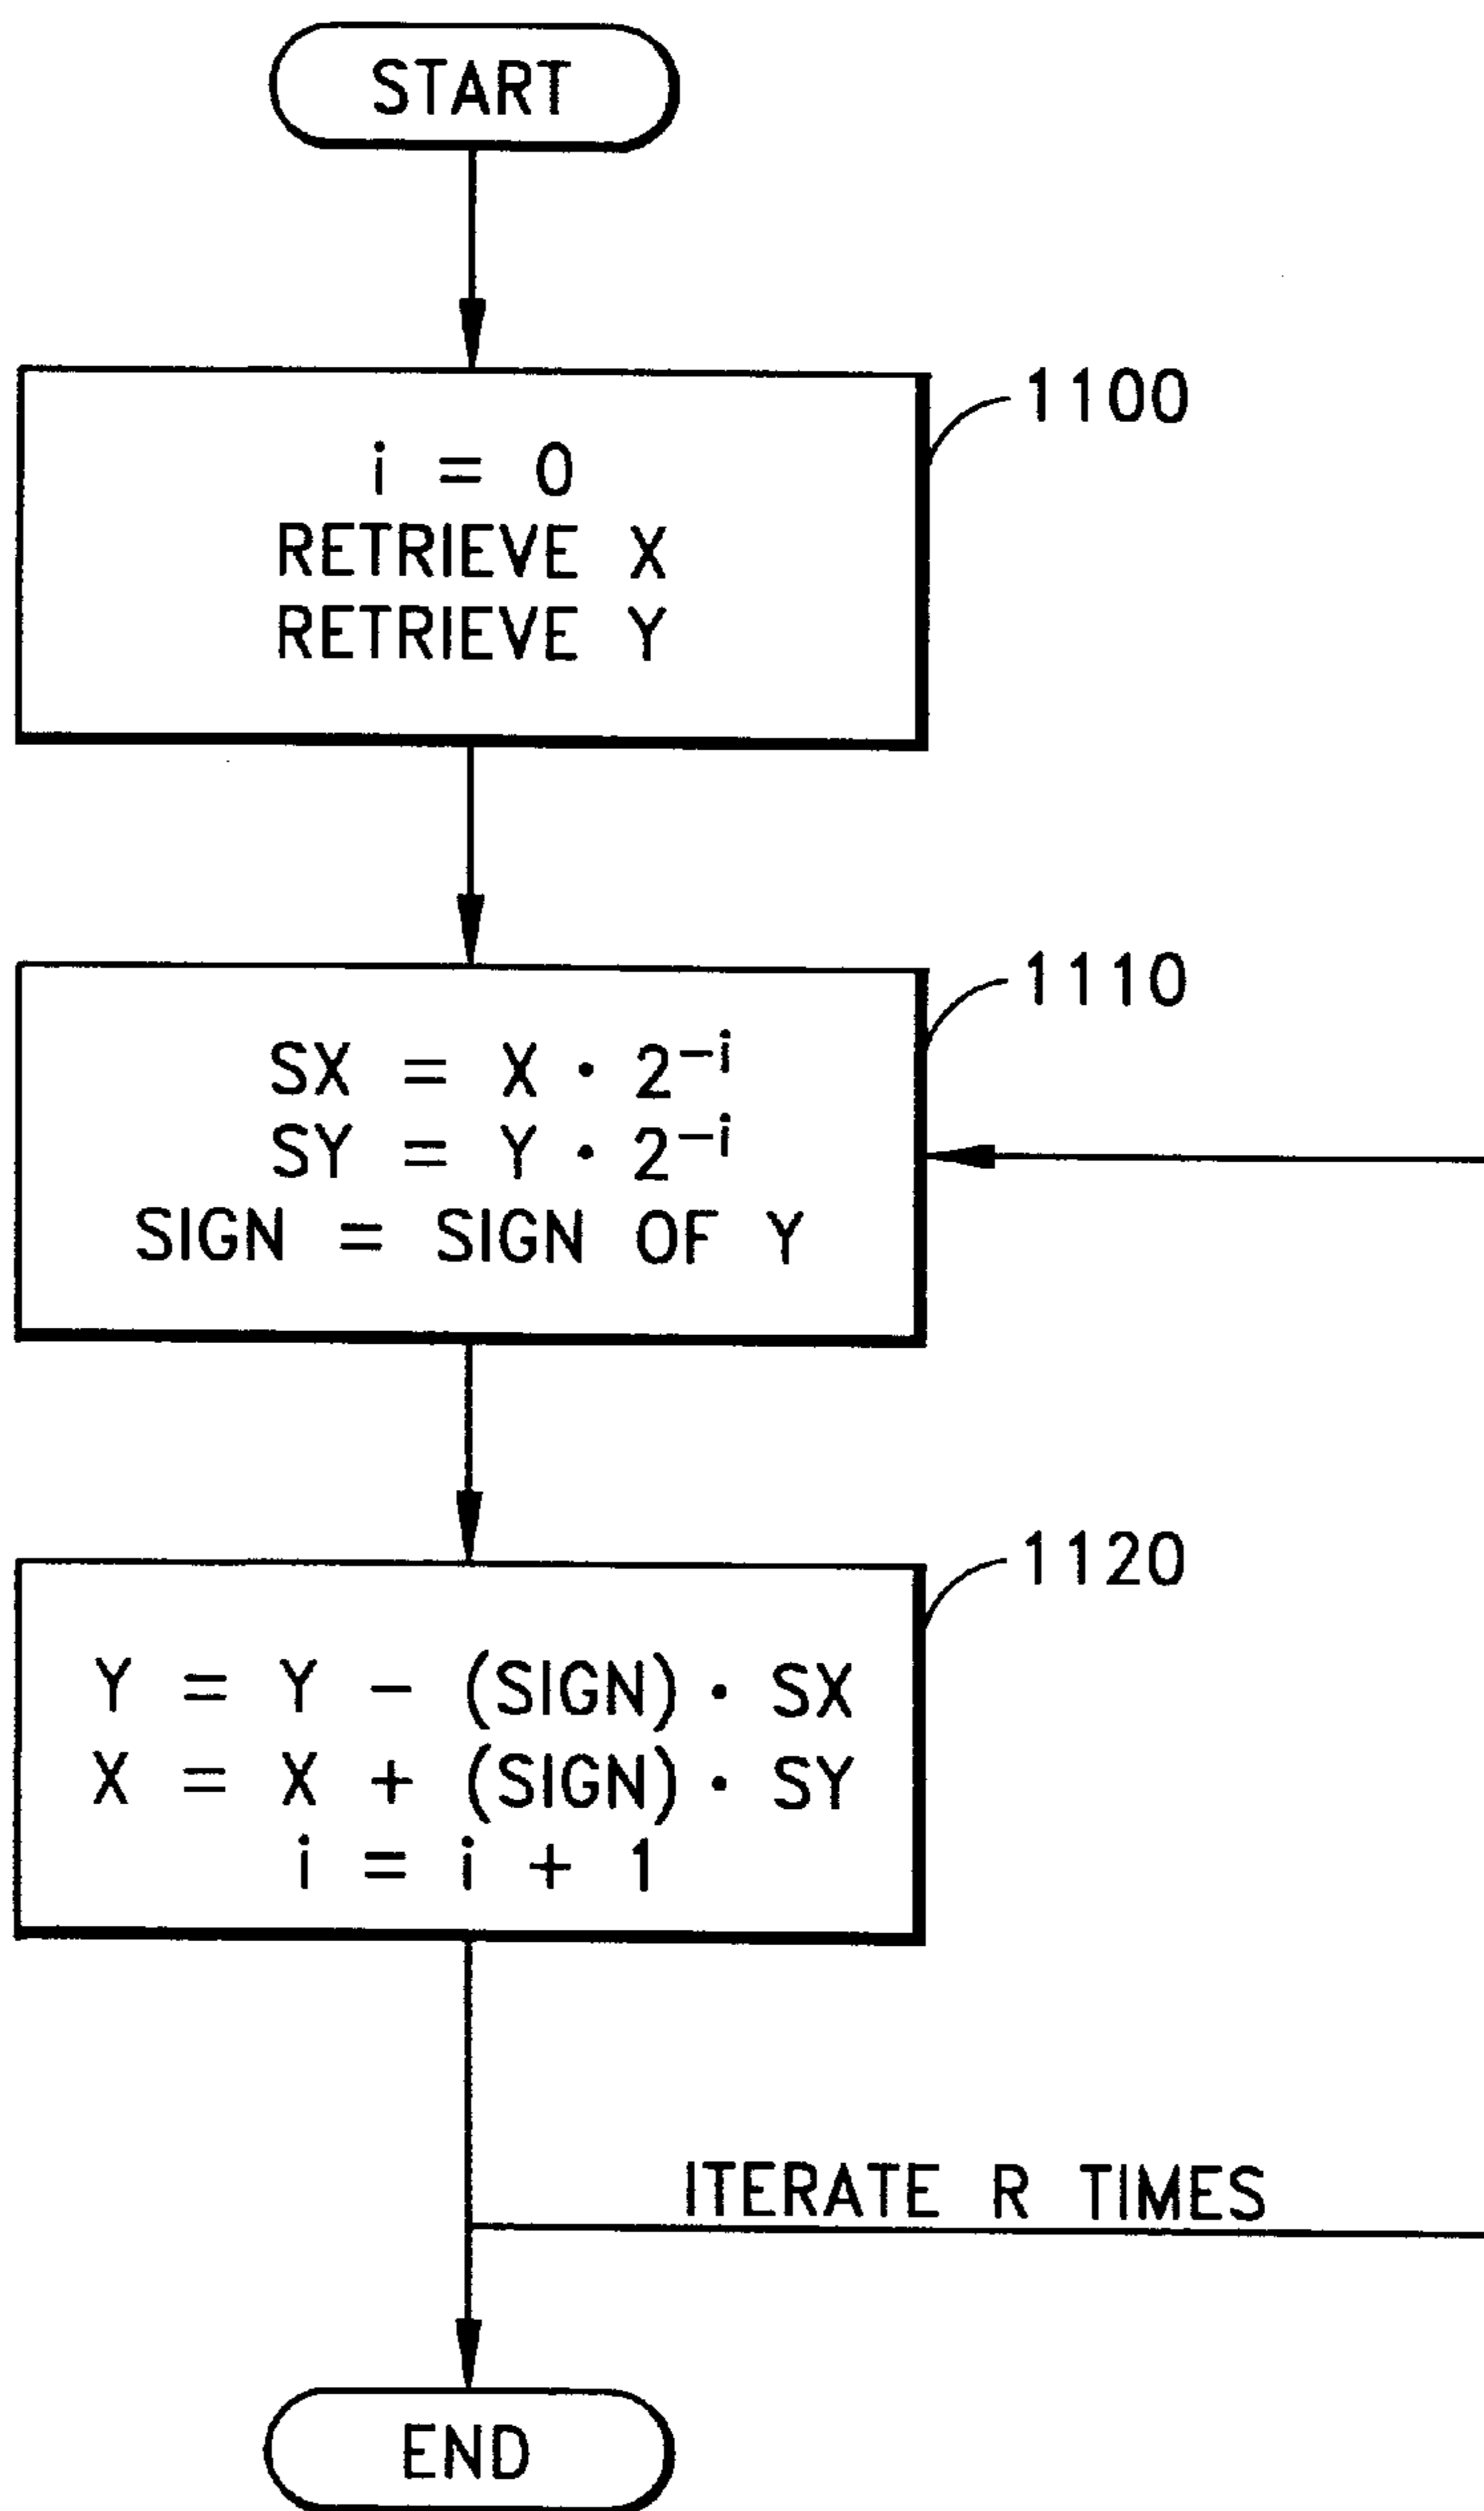 START
1100
i = 0
RETRIEVE X
RETRIEVE Y
1110
SX = X · 2⁻ⁱ
SY = Y · 2⁻ⁱ
SIGN = SIGN OF Y
1120
Y = Y − (SIGN) · SX
X = X + (SIGN) · SY
i = i + 1
ITERATE R TIMES
END